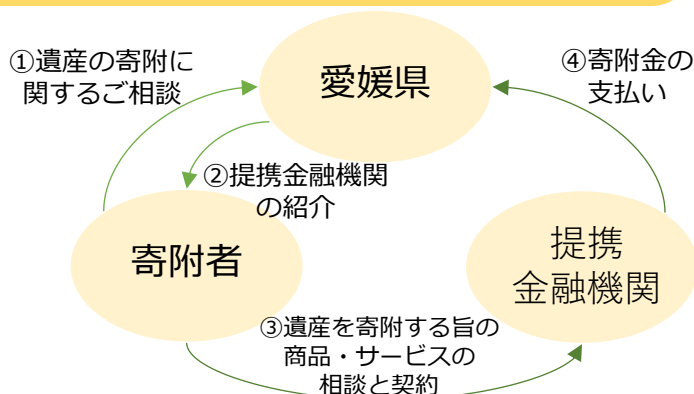 ①遺産の寄附に
関するご相談
愛媛県
④寄附金の
支払い
②提携金融機関
の紹介
寄附者
提携
金融機関
③遺産を寄附する旨の
商品・サービスの
相談と契約